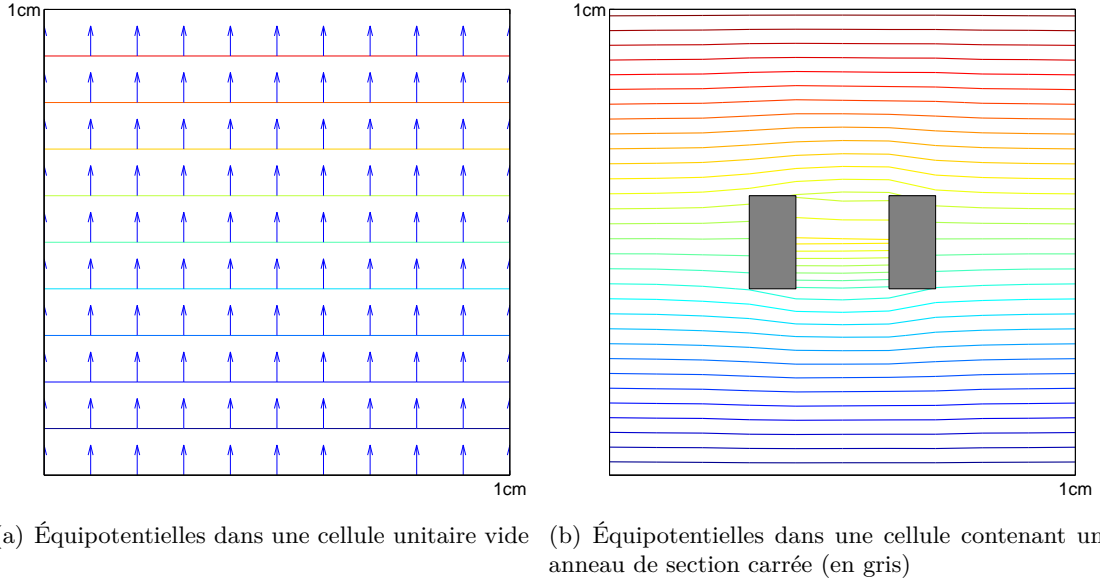 1cm
1cm
1cm
1cm
a) Équipotentielles dans une cellule unitaire vide
(b) Équipotentielles dans une cellule contenant un
anneau de section carrée (en gris)